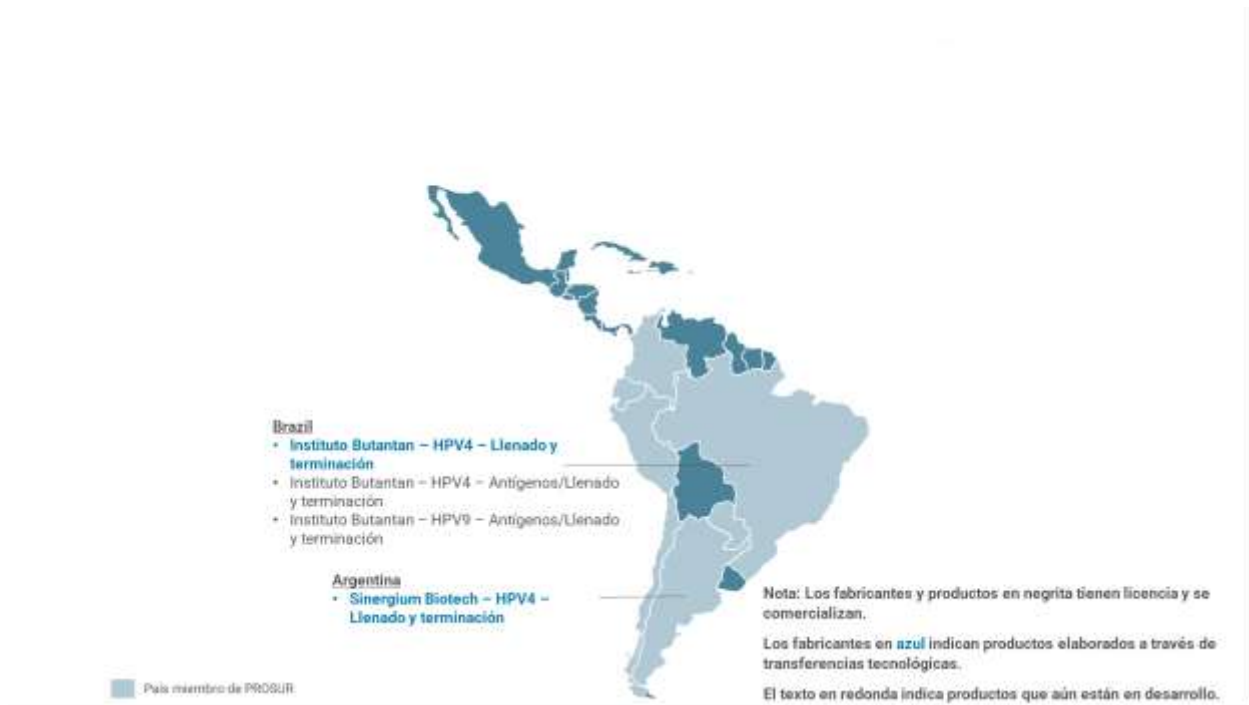 Brazil
• Instituto Butantan – HPV4 – Llenado y
terminación
• Instituto Butantan – HPV4 – Antígenos/Llenado
y terminación
• Instituto Butantan – HPV9 – Antígenos/Llenado
y terminación
Argentina
• Sinergium Biotech – HPV4 –
Llenado y terminación
Nota: Los fabricantes y productos en negrita tienen licencia y se
comercializan.
Los fabricantes en azul indican productos elaborados a través de
transferencias tecnológicas.
El texto en redonda indica productos que aún están en desarrollo.
País miembro de PROSUR